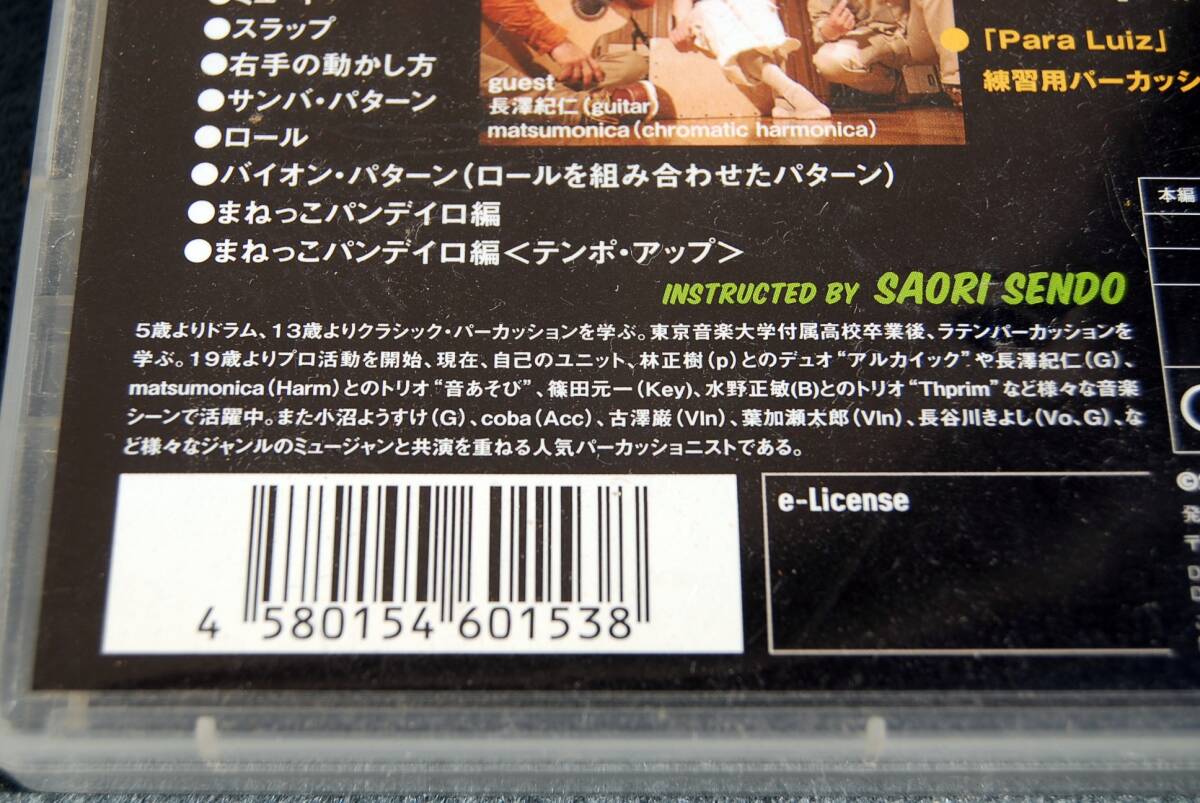 ●スラップ
●右手の動かし方
●サンバ・パターン
●ロール
●バイオン・パターン(ロールを組み合わせたパターン)
●まねっこパンデイロ編
●まねっこパンデイロ編<テンポ・アップ>
guest
長澤紀仁(guitar)
matsumonica(chromatic harmonica)
●「Para Luiz」
練習用パーカッシ
本編
INSTRUCTED BY SAORI SENDO
5歳よりドラム、13歳よりクラシック・パーカッションを学ぶ。東京音楽大学付属高校卒業後、ラテンパーカッションを
学ぶ。19歳よりプロ活動を開始、現在、自己のユニット、林正樹(p)とのデュオ“アルカイック”や長澤紀仁(G)、
matsumonica(Harm)とのトリオ“音あそび”、篠田元一(Key)、水野正敏(B)とのトリオ“Thprim”など様々な音楽
シーンで活躍中。また小沼ようすけ(G)、coba(Acc)、古澤巌(Vln)、葉加瀬太郎(Vln)、長谷川きよし(Vo、G)、な
ど様々なジャンルのミュージャンと共演を重ねる人気パーカッショニストである。
4 580154 601538
e-License